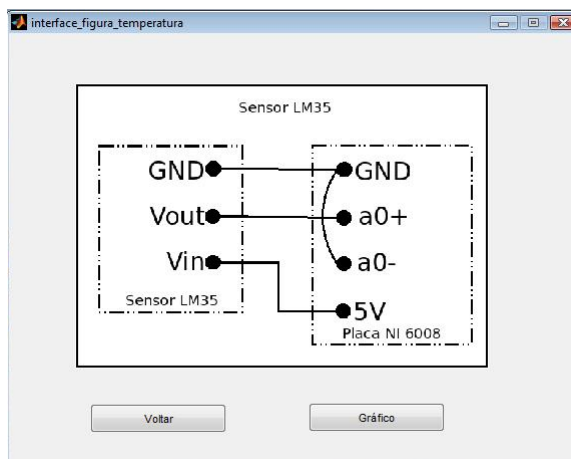 interface_figura_temperatura
Sensor LM35
GND
Vout
Vin
Sensor LM35
GND
a0+
a0-
5V
Placa NI 6008
Voltar
Gráfico